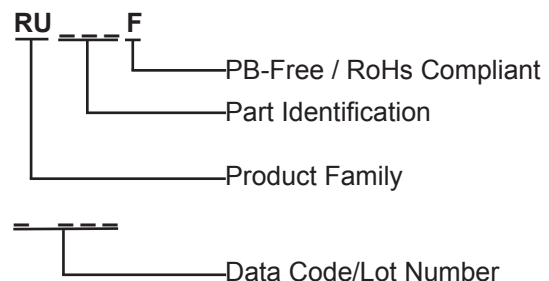 RU _ _ _ F
PB-Free / RoHs Compliant
Part Identification
Product Family
_ _ _ _
Data Code/Lot Number